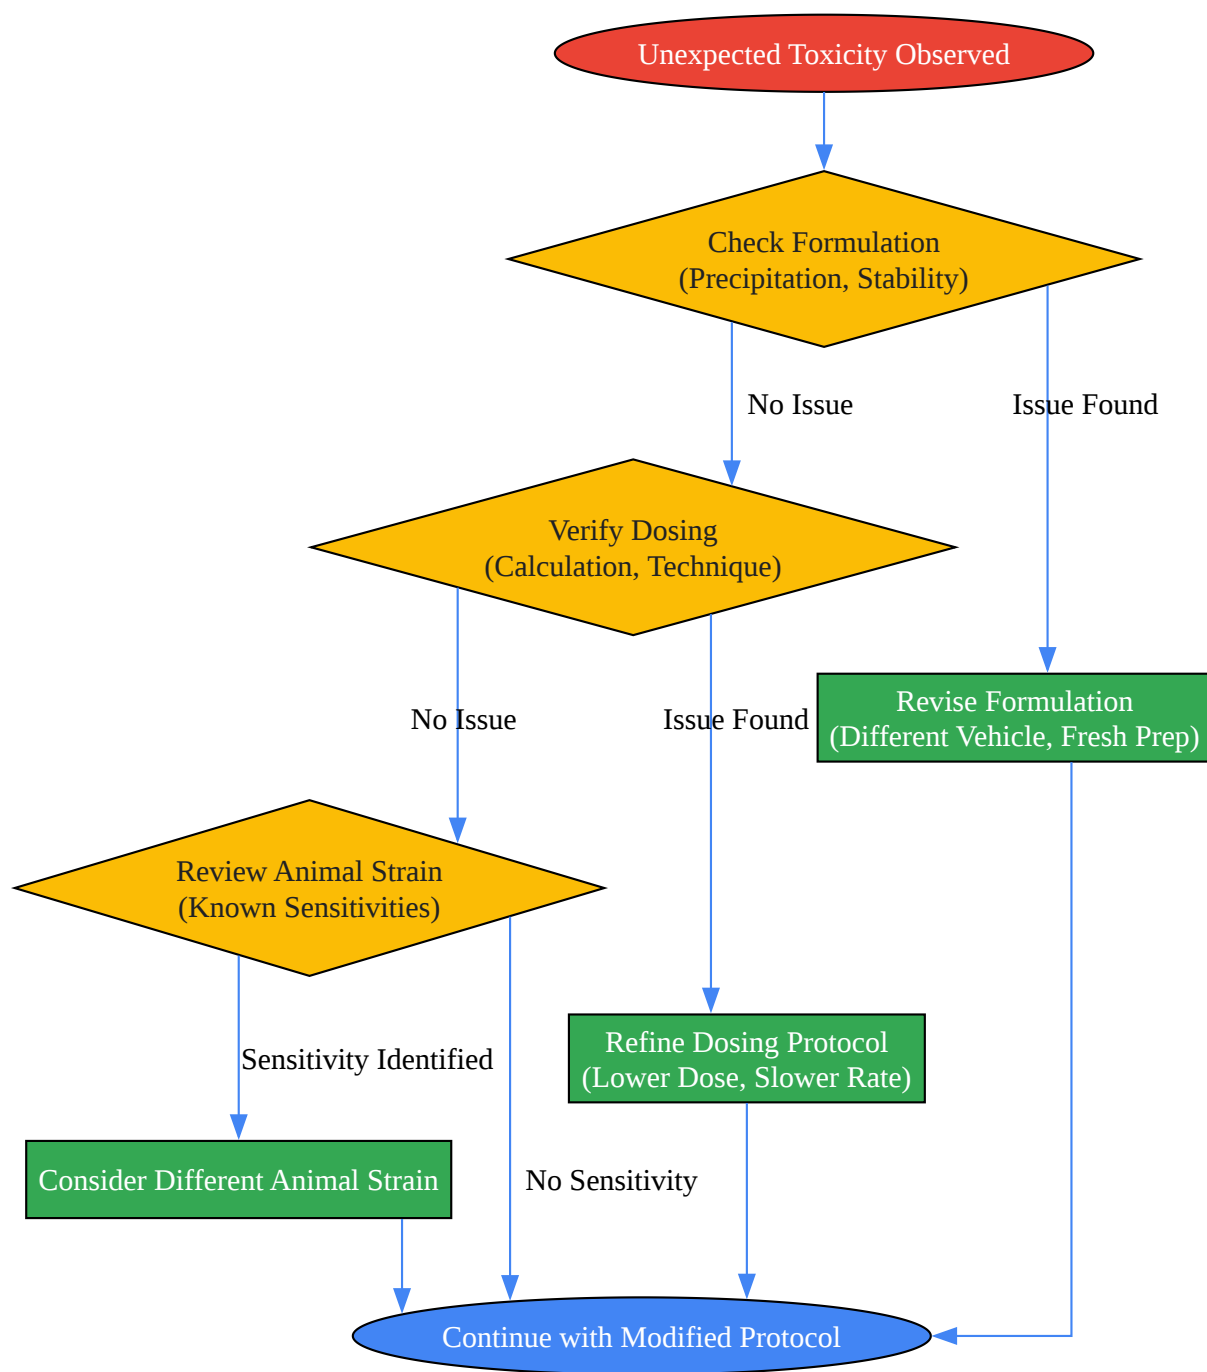 Unexpected Toxicity Observed
Check Formulation
(Precipitation, Stability)
No Issue
Issue Found
Verify Dosing
(Calculation, Technique)
No Issue
Issue Found
Revise Formulation
(Different Vehicle, Fresh Prep)
Review Animal Strain
(Known Sensitivities)
Sensitivity Identified
Refine Dosing Protocol
(Lower Dose, Slower Rate)
Consider Different Animal Strain
No Sensitivity
Continue with Modified Protocol